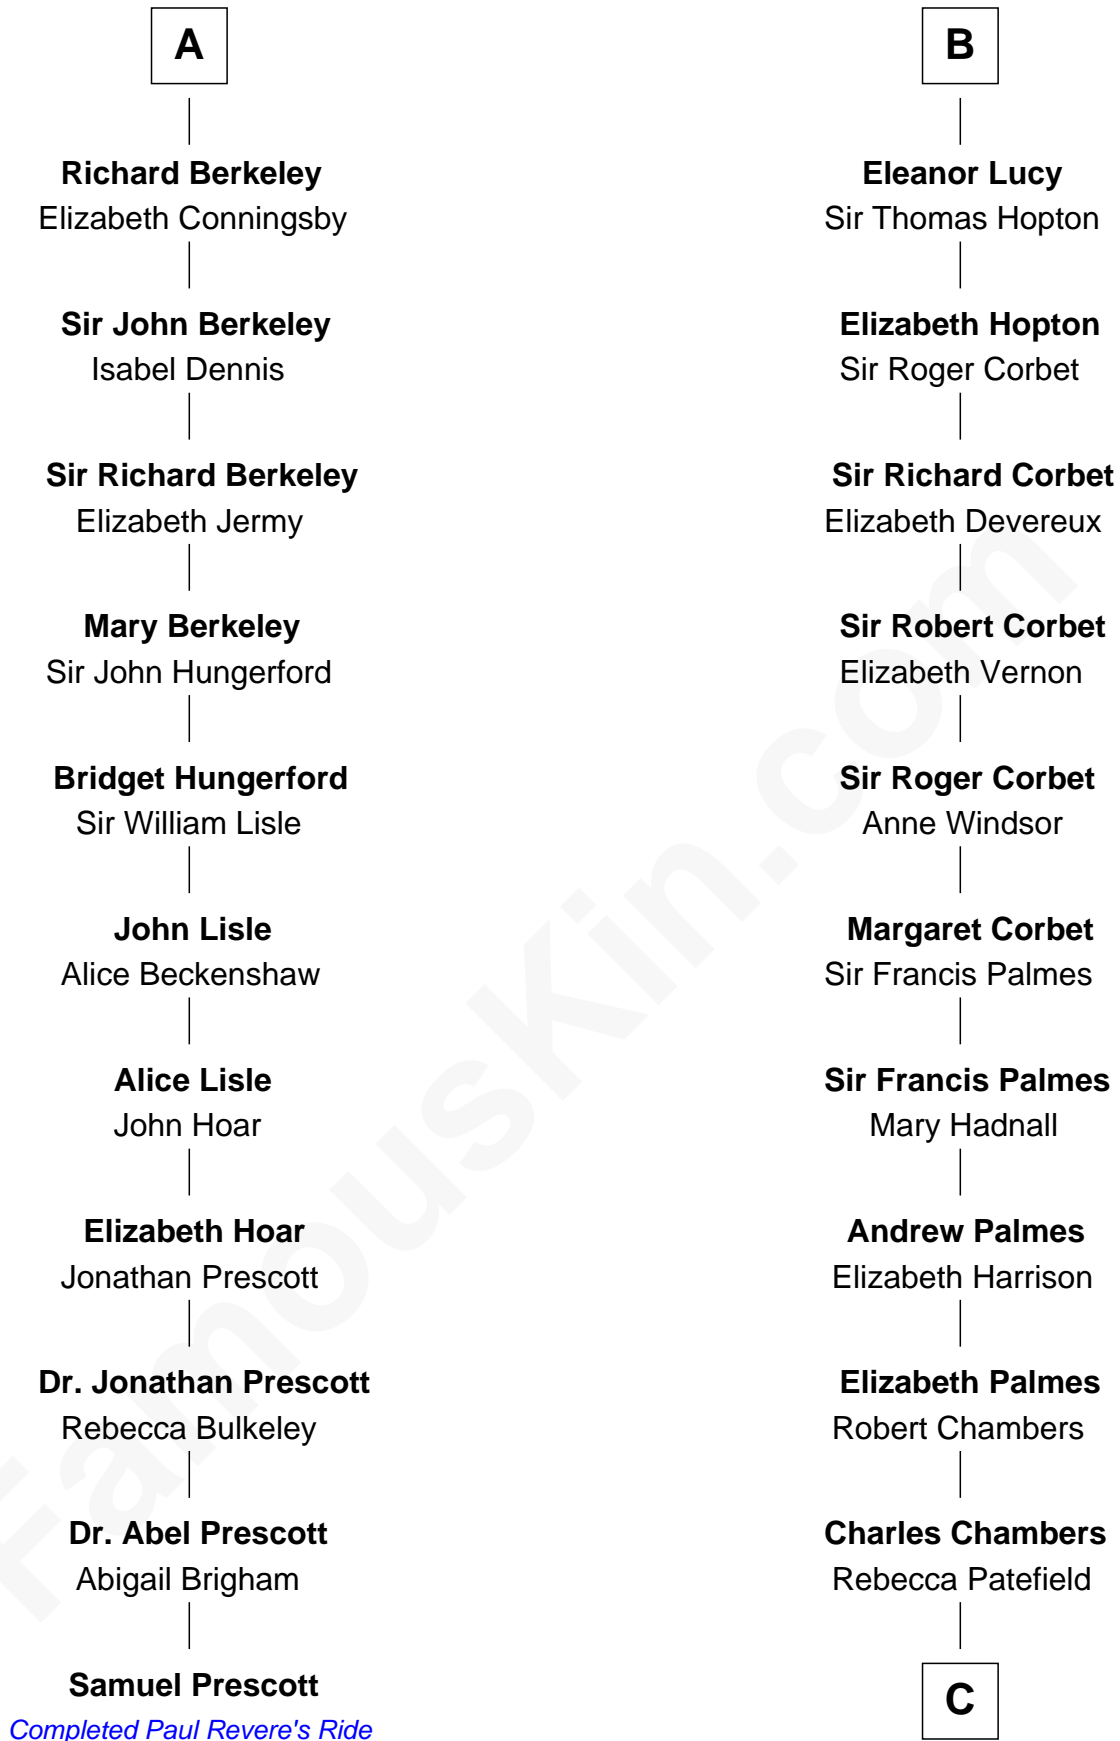 A
Richard Berkeley
Elizabeth Conningsby
Sir John Berkeley
Isabel Dennis
Sir Richard Berkeley
Elizabeth Jermy
Mary Berkeley
Sir John Hungerford
Bridget Hungerford
Sir William Lisle
John Lisle
Alice Beckenshaw
Alice Lisle
John Hoar
Elizabeth Hoar
Jonathan Prescott
Dr. Jonathan Prescott
Rebecca Bulkeley
Dr. Abel Prescott
Abigail Brigham
Samuel Prescott
Completed Paul Revere's Ride
B
Eleanor Lucy
Sir Thomas Hopton
Elizabeth Hopton
Sir Roger Corbet
Sir Richard Corbet
Elizabeth Devereux
Sir Robert Corbet
Elizabeth Vernon
Sir Roger Corbet
Anne Windsor
Margaret Corbet
Sir Francis Palmes
Sir Francis Palmes
Mary Hadnall
Andrew Palmes
Elizabeth Harrison
Elizabeth Palmes
Robert Chambers
Charles Chambers
Rebecca Patefield
C
FamousKin.com